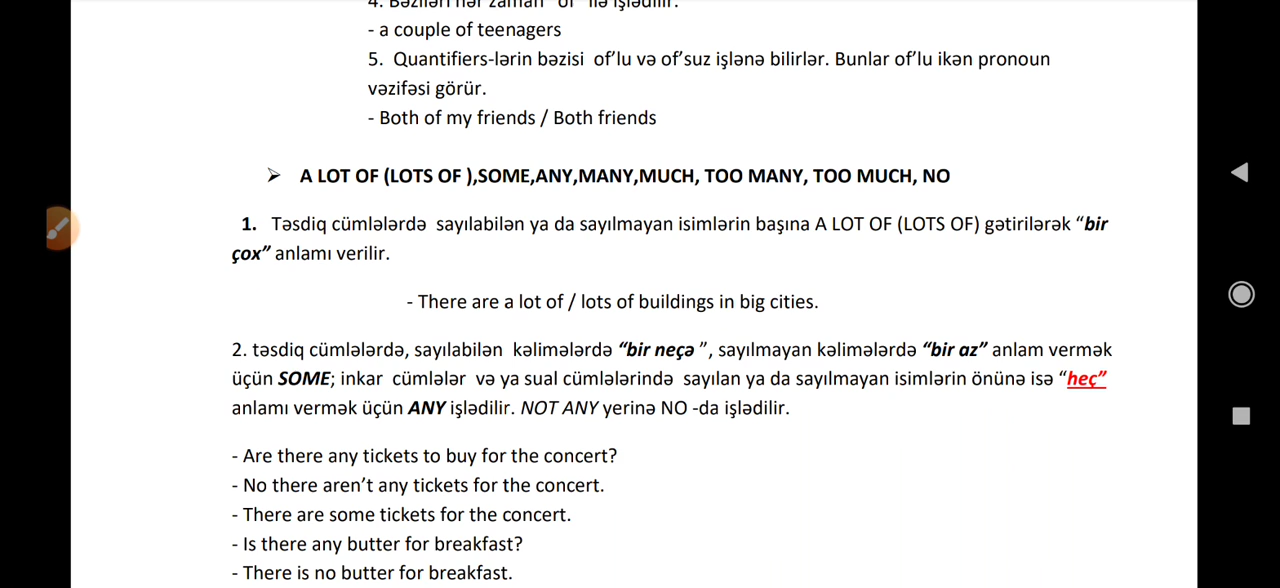 - a couple of teenagers
5. Quantifiers-lərin bəzisi of’lu və of’suz işlənə bilirlər. Bunlar of’lu ikən pronoun
vəzifəsi görür.
- Both of my friends / Both friends
➢ A LOT OF (LOTS OF ),SOME,ANY,MANY,MUCH, TOO MANY, TOO MUCH, NO
1. Təsdiq cümlələrdə sayılabilən ya da sayılmayan isimlərin başına A LOT OF (LOTS OF) gətirilərək “bir
çox” anlamı verilir.
- There are a lot of / lots of buildings in big cities.
2. təsdiq cümlələrdə, sayılabilən kəlimələrdə “bir neçə ”, sayılmayan kəlimələrdə “bir az” anlam vermək
üçün SOME; inkar cümlələr və ya sual cümlələrində sayılan ya da sayılmayan isimlərin önünə isə “heç”
anlamı vermək üçün ANY işlədilir. NOT ANY yerinə NO -da işlədilir.
- Are there any tickets to buy for the concert?
- No there aren’t any tickets for the concert.
- There are some tickets for the concert.
- Is there any butter for breakfast?
- There is no butter for breakfast.